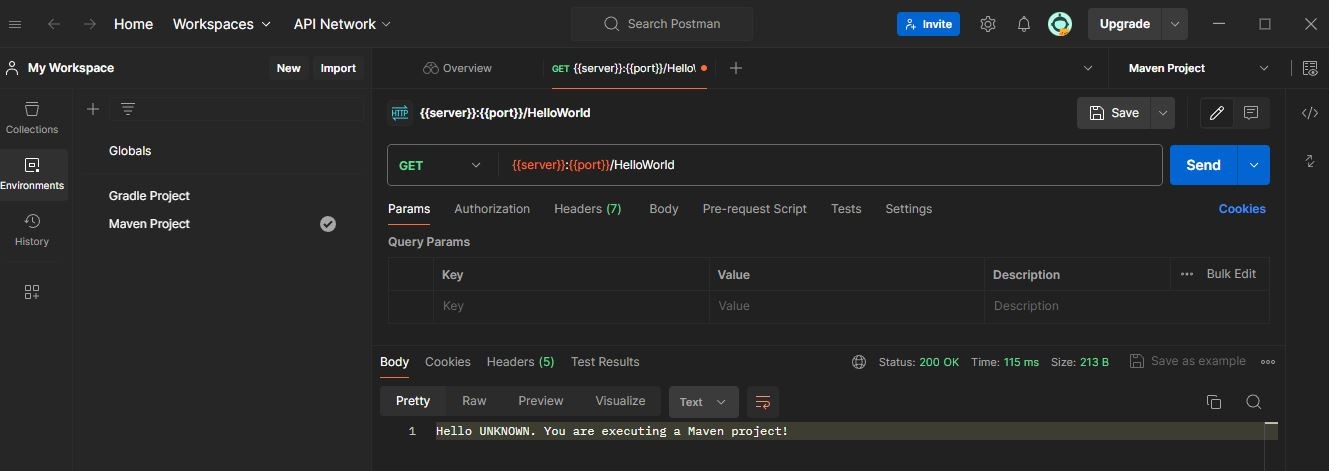 Home Workspaces API Network Search Postman Invite Upgrade
My Workspace New Import Overview GET {{server}}:{{port}}/Hello Maven Project
Collections
Environments
History
Globals
Gradle Project
Maven Project
HTTP {{server}}:{{port}}/HelloWorld Save
GET {{server}}:{{port}}/HelloWorld Send
Params Authorization Headers (7) Body Pre-request Script Tests Settings Cookies
Query Params
Key Value Description Bulk Edit
Key Value Description
Body Cookies Headers (5) Test Results Status: 200 OK Time: 115 ms Size: 213 B Save as example
Pretty Raw Preview Visualize Text
1 Hello UNKNOWN. You are executing a Maven project!